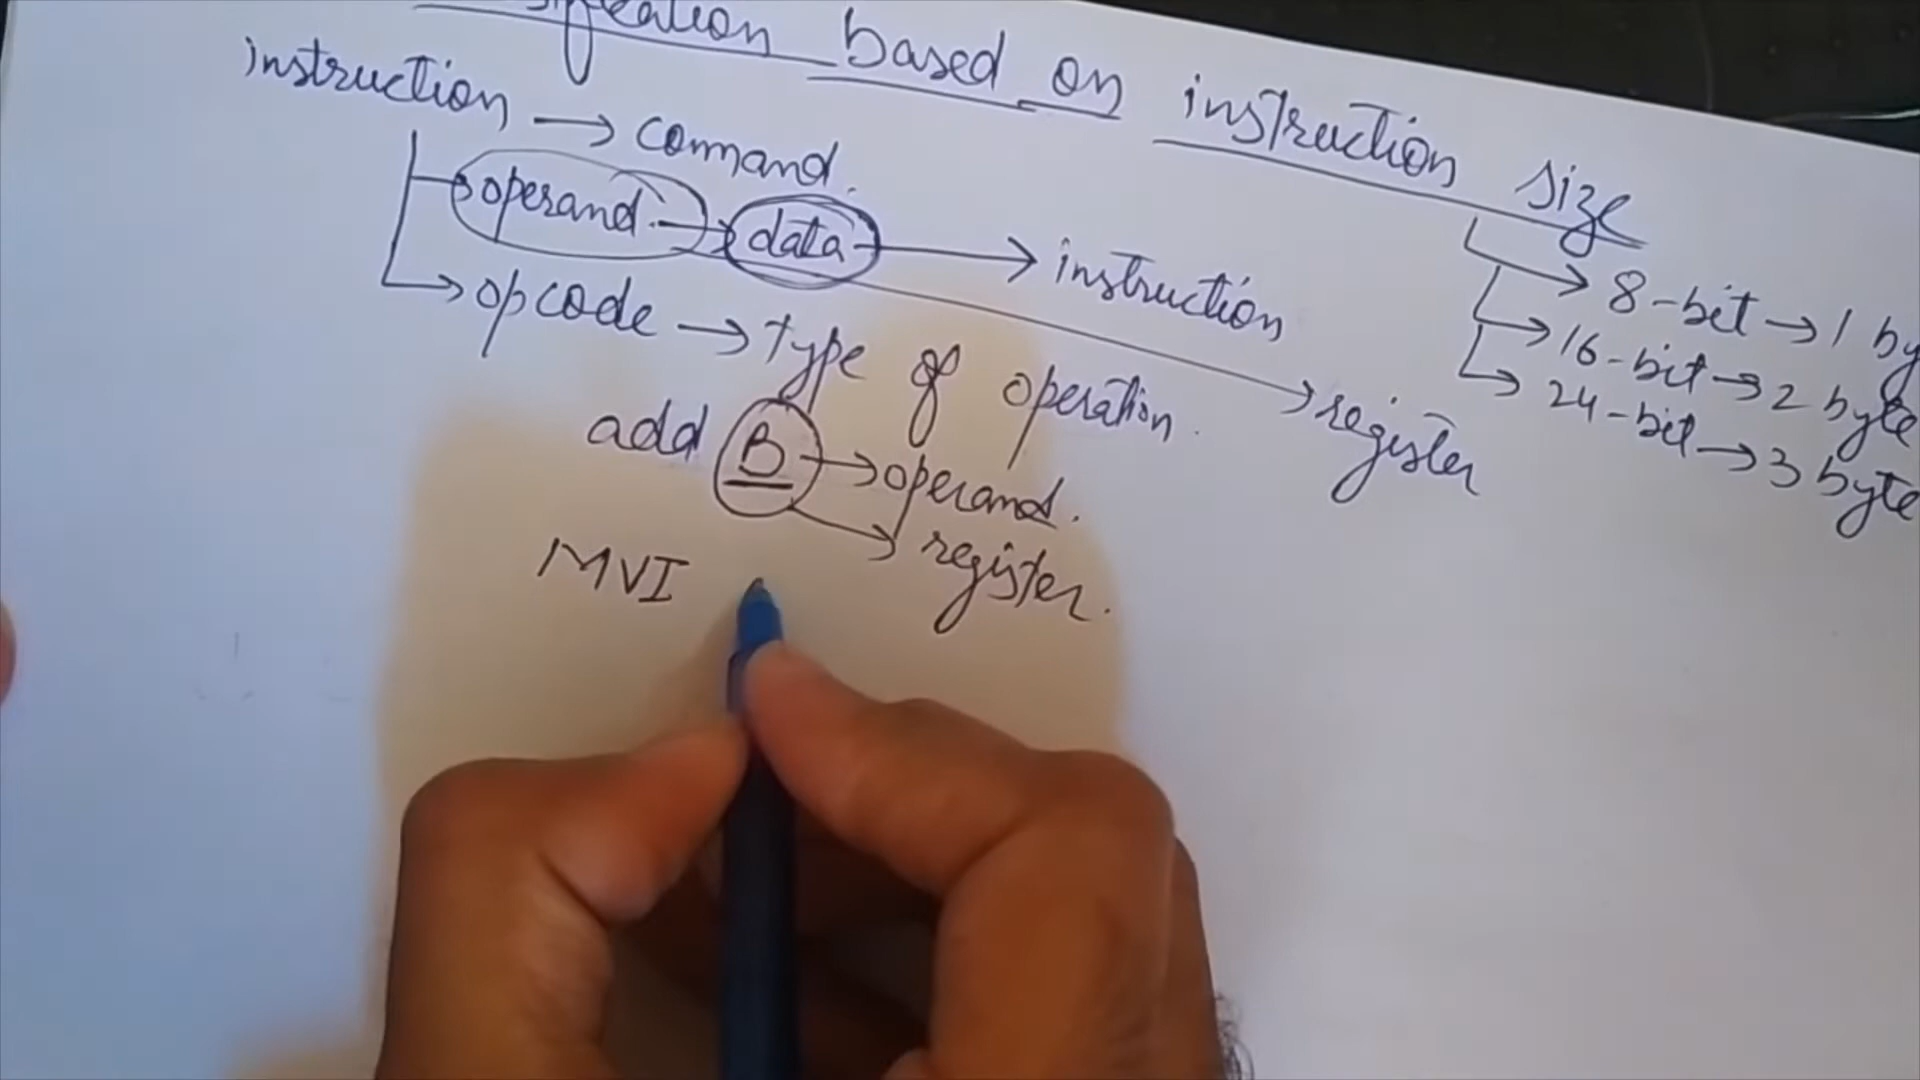 based on instruction size
instruction → command.
→ operand. → data → instruction
→ opcode → type of operation.
→ register
→ 8-bit → 1 by
→ 16-bit → 2 byte
→ 24-bit → 3 byte
add B → operand.
→ register.
MVI